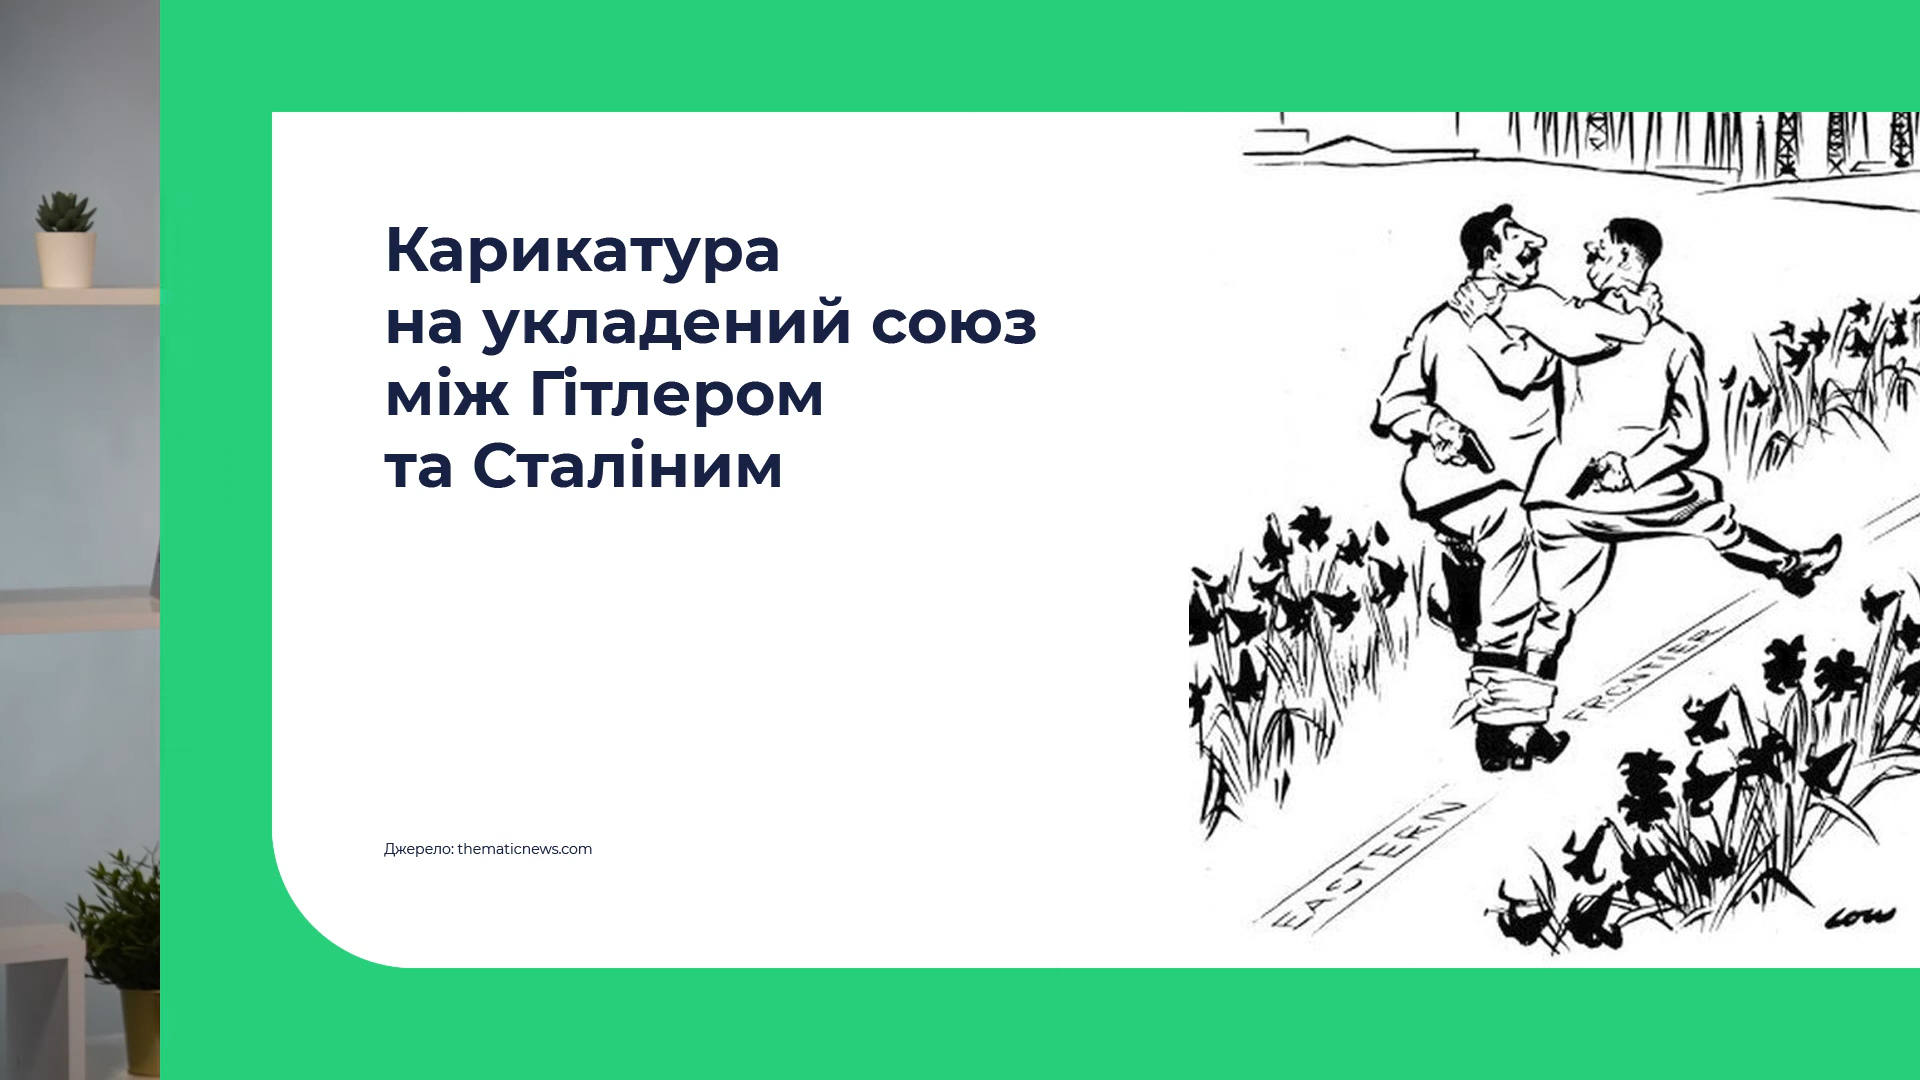 Карикатура
на укладений союз
між Гітлером
та Сталіним
Джерело: thematicnews.com
FRONTIER
EASTERN
LOW